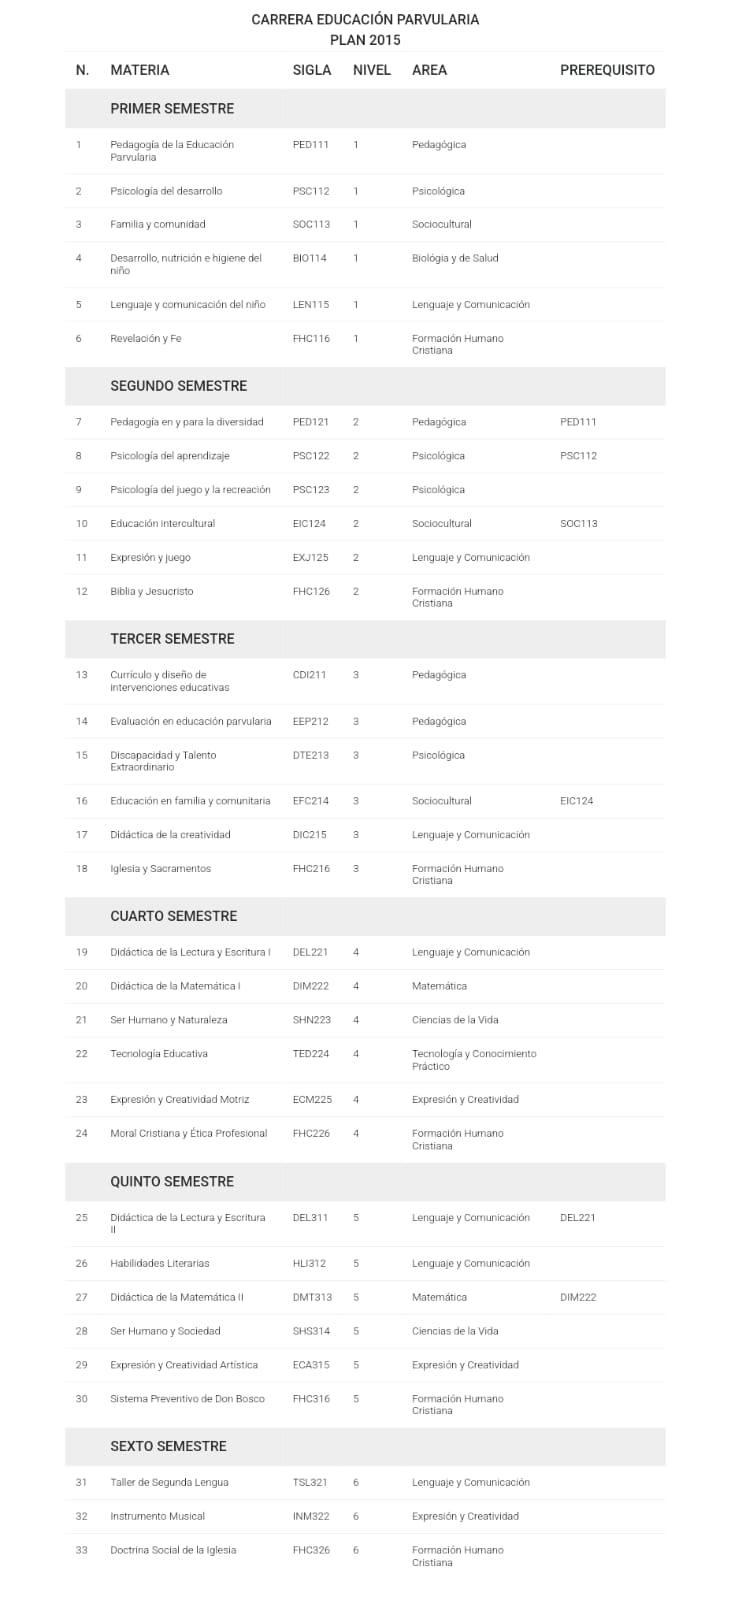 CARRERA EDUCACIÓN PARVULARIA
PLAN 2015
N. MATERIA SIGLA NIVEL AREA PREREQUISITO
PRIMER SEMESTRE
1 Pedagogía de la Educación PED111 1 Pedagógica
Parvularia
2 Psicología del desarrollo PSC112 1 Psicológica
3 Familia y comunidad SOC113 1 Sociocultural
4 Desarrollo, nutrición e higiene del BIO114 1 Biológia y de Salud
niño
5 Lenguaje y comunicación del niño LEN115 1 Lenguaje y Comunicación
6 Revelación y Fe FHC116 1 Formación Humano
Cristiana
SEGUNDO SEMESTRE
7 Pedagogía en y para la diversidad PED121 2 Pedagógica PED111
8 Psicología del aprendizaje PSC122 2 Psicológica PSC112
9 Psicología del juego y la recreación PSC123 2 Psicológica
10 Educación intercultural EIC124 2 Sociocultural SOC113
11 Expresión y juego EXJ125 2 Lenguaje y Comunicación
12 Biblia y Jesucristo FHC126 2 Formación Humano
Cristiana
TERCER SEMESTRE
13 Currículo y diseño de CDI211 3 Pedagógica
intervenciones educativas
14 Evaluación en educación parvularia EEP212 3 Pedagógica
15 Discapacidad y Talento DTE213 3 Psicológica
Extraordinario
16 Educación en familia y comunitaria EFC214 3 Sociocultural EIC124
17 Didáctica de la creatividad DIC215 3 Lenguaje y Comunicación
18 Iglesia y Sacramentos FHC216 3 Formación Humano
Cristiana
CUARTO SEMESTRE
19 Didáctica de la Lectura y Escritura I DEL221 4 Lenguaje y Comunicación
20 Didáctica de la Matemática I DIM222 4 Matemática
21 Ser Humano y Naturaleza SHN223 4 Ciencias de la Vida
22 Tecnología Educativa TED224 4 Tecnología y Conocimiento
Práctico
23 Expresión y Creatividad Motriz ECM225 4 Expresión y Creatividad
24 Moral Cristiana y Ética Profesional FHC226 4 Formación Humano
Cristiana
QUINTO SEMESTRE
25 Didáctica de la Lectura y Escritura DEL311 5 Lenguaje y Comunicación DEL221
II
26 Habilidades Literarias HLI312 5 Lenguaje y Comunicación
27 Didáctica de la Matemática II DMT313 5 Matemática DIM222
28 Ser Humano y Sociedad SHS314 5 Ciencias de la Vida
29 Expresión y Creatividad Artística ECA315 5 Expresión y Creatividad
30 Sistema Preventivo de Don Bosco FHC316 5 Formación Humano
Cristiana
SEXTO SEMESTRE
31 Taller de Segunda Lengua TSL321 6 Lenguaje y Comunicación
32 Instrumento Musical INM322 6 Expresión y Creatividad
33 Doctrina Social de la Iglesia FHC326 6 Formación Humano
Cristiana